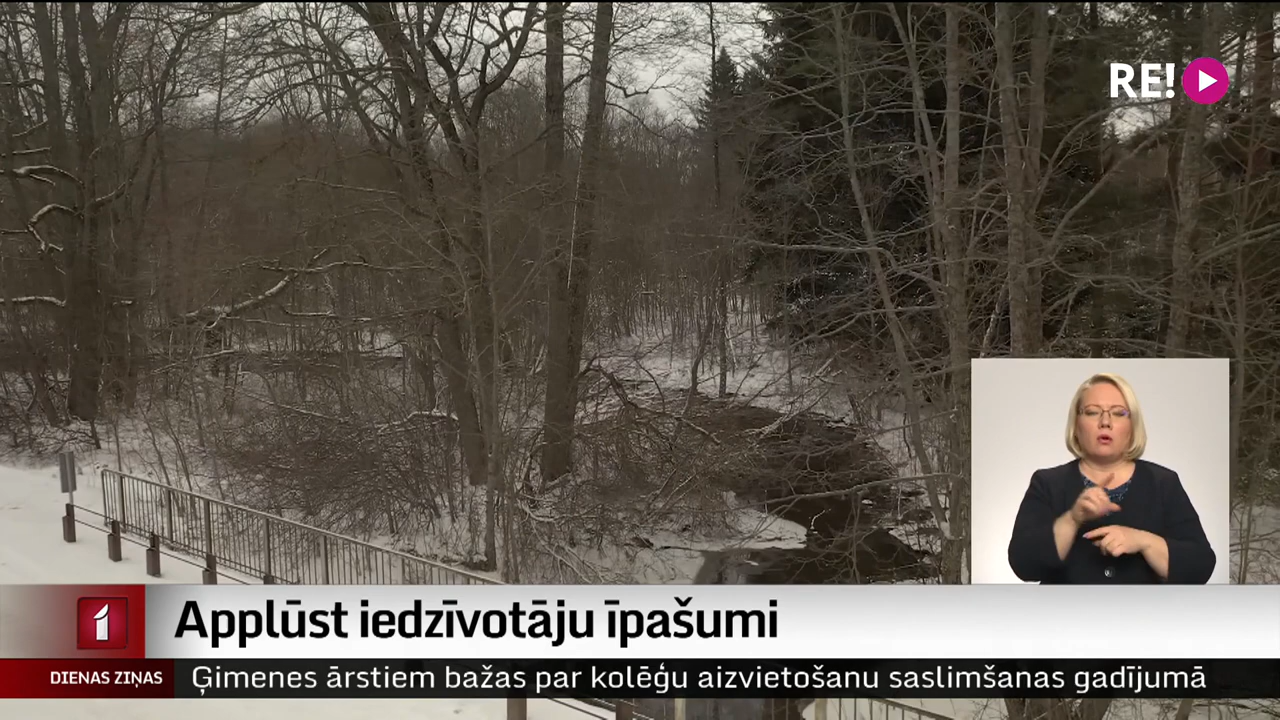 RE!
1
Applūst iedzīvotāju īpašumi
DIENAS ZIŅAS
Ģimenes ārstiem bažas par kolēģu aizvietošanu saslimšanas gadījumā